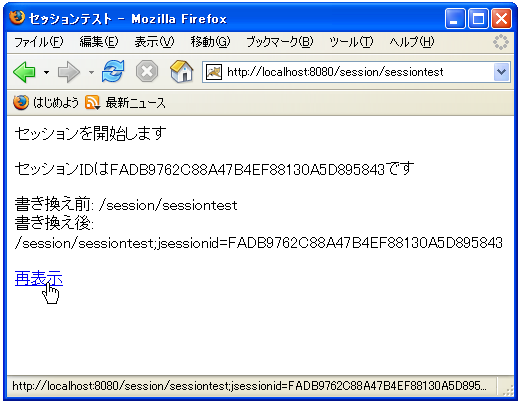 セッションテスト - Mozilla Firefox
ファイル(F) 編集(E) 表示(V) 移動(G) ブックマーク(B) ツール(T) ヘルプ(H)
http://localhost:8080/session/sessiontest
はじめよう 最新ニュース
セッションを開始します
セッションIDはFADB9762C88A47B4EF88130A5D895843です
書き換え前: /session/sessiontest
書き換え後:
/session/sessiontest;jsessionid=FADB9762C88A47B4EF88130A5D895843
再表示
http://localhost:8080/session/sessiontest;jsessionid=FADB9762C88A47B4EF88130A5D895...